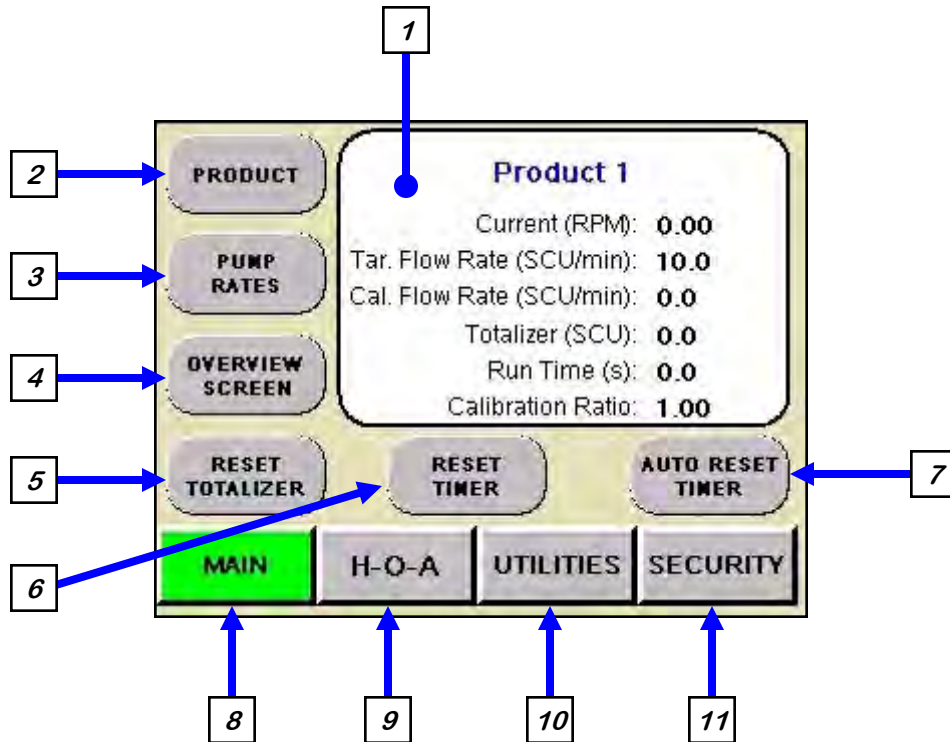 1
2
PRODUCT
Product 1
Current (RPM): 0.00
3
PUMP
RATES
Tar. Flow Rate (SCU/min): 10.0
Cal. Flow Rate (SCU/min): 0.0
Totalizer (SCU): 0.0
4
OVERVIEW
SCREEN
Run Time (s): 0.0
Calibration Ratio: 1.00
5
RESET
TOTALIZER
RESET
TIMER
AUTO RESET
TIMER
7
6
MAIN
H-O-A
UTILITIES
SECURITY
8
9
10
11